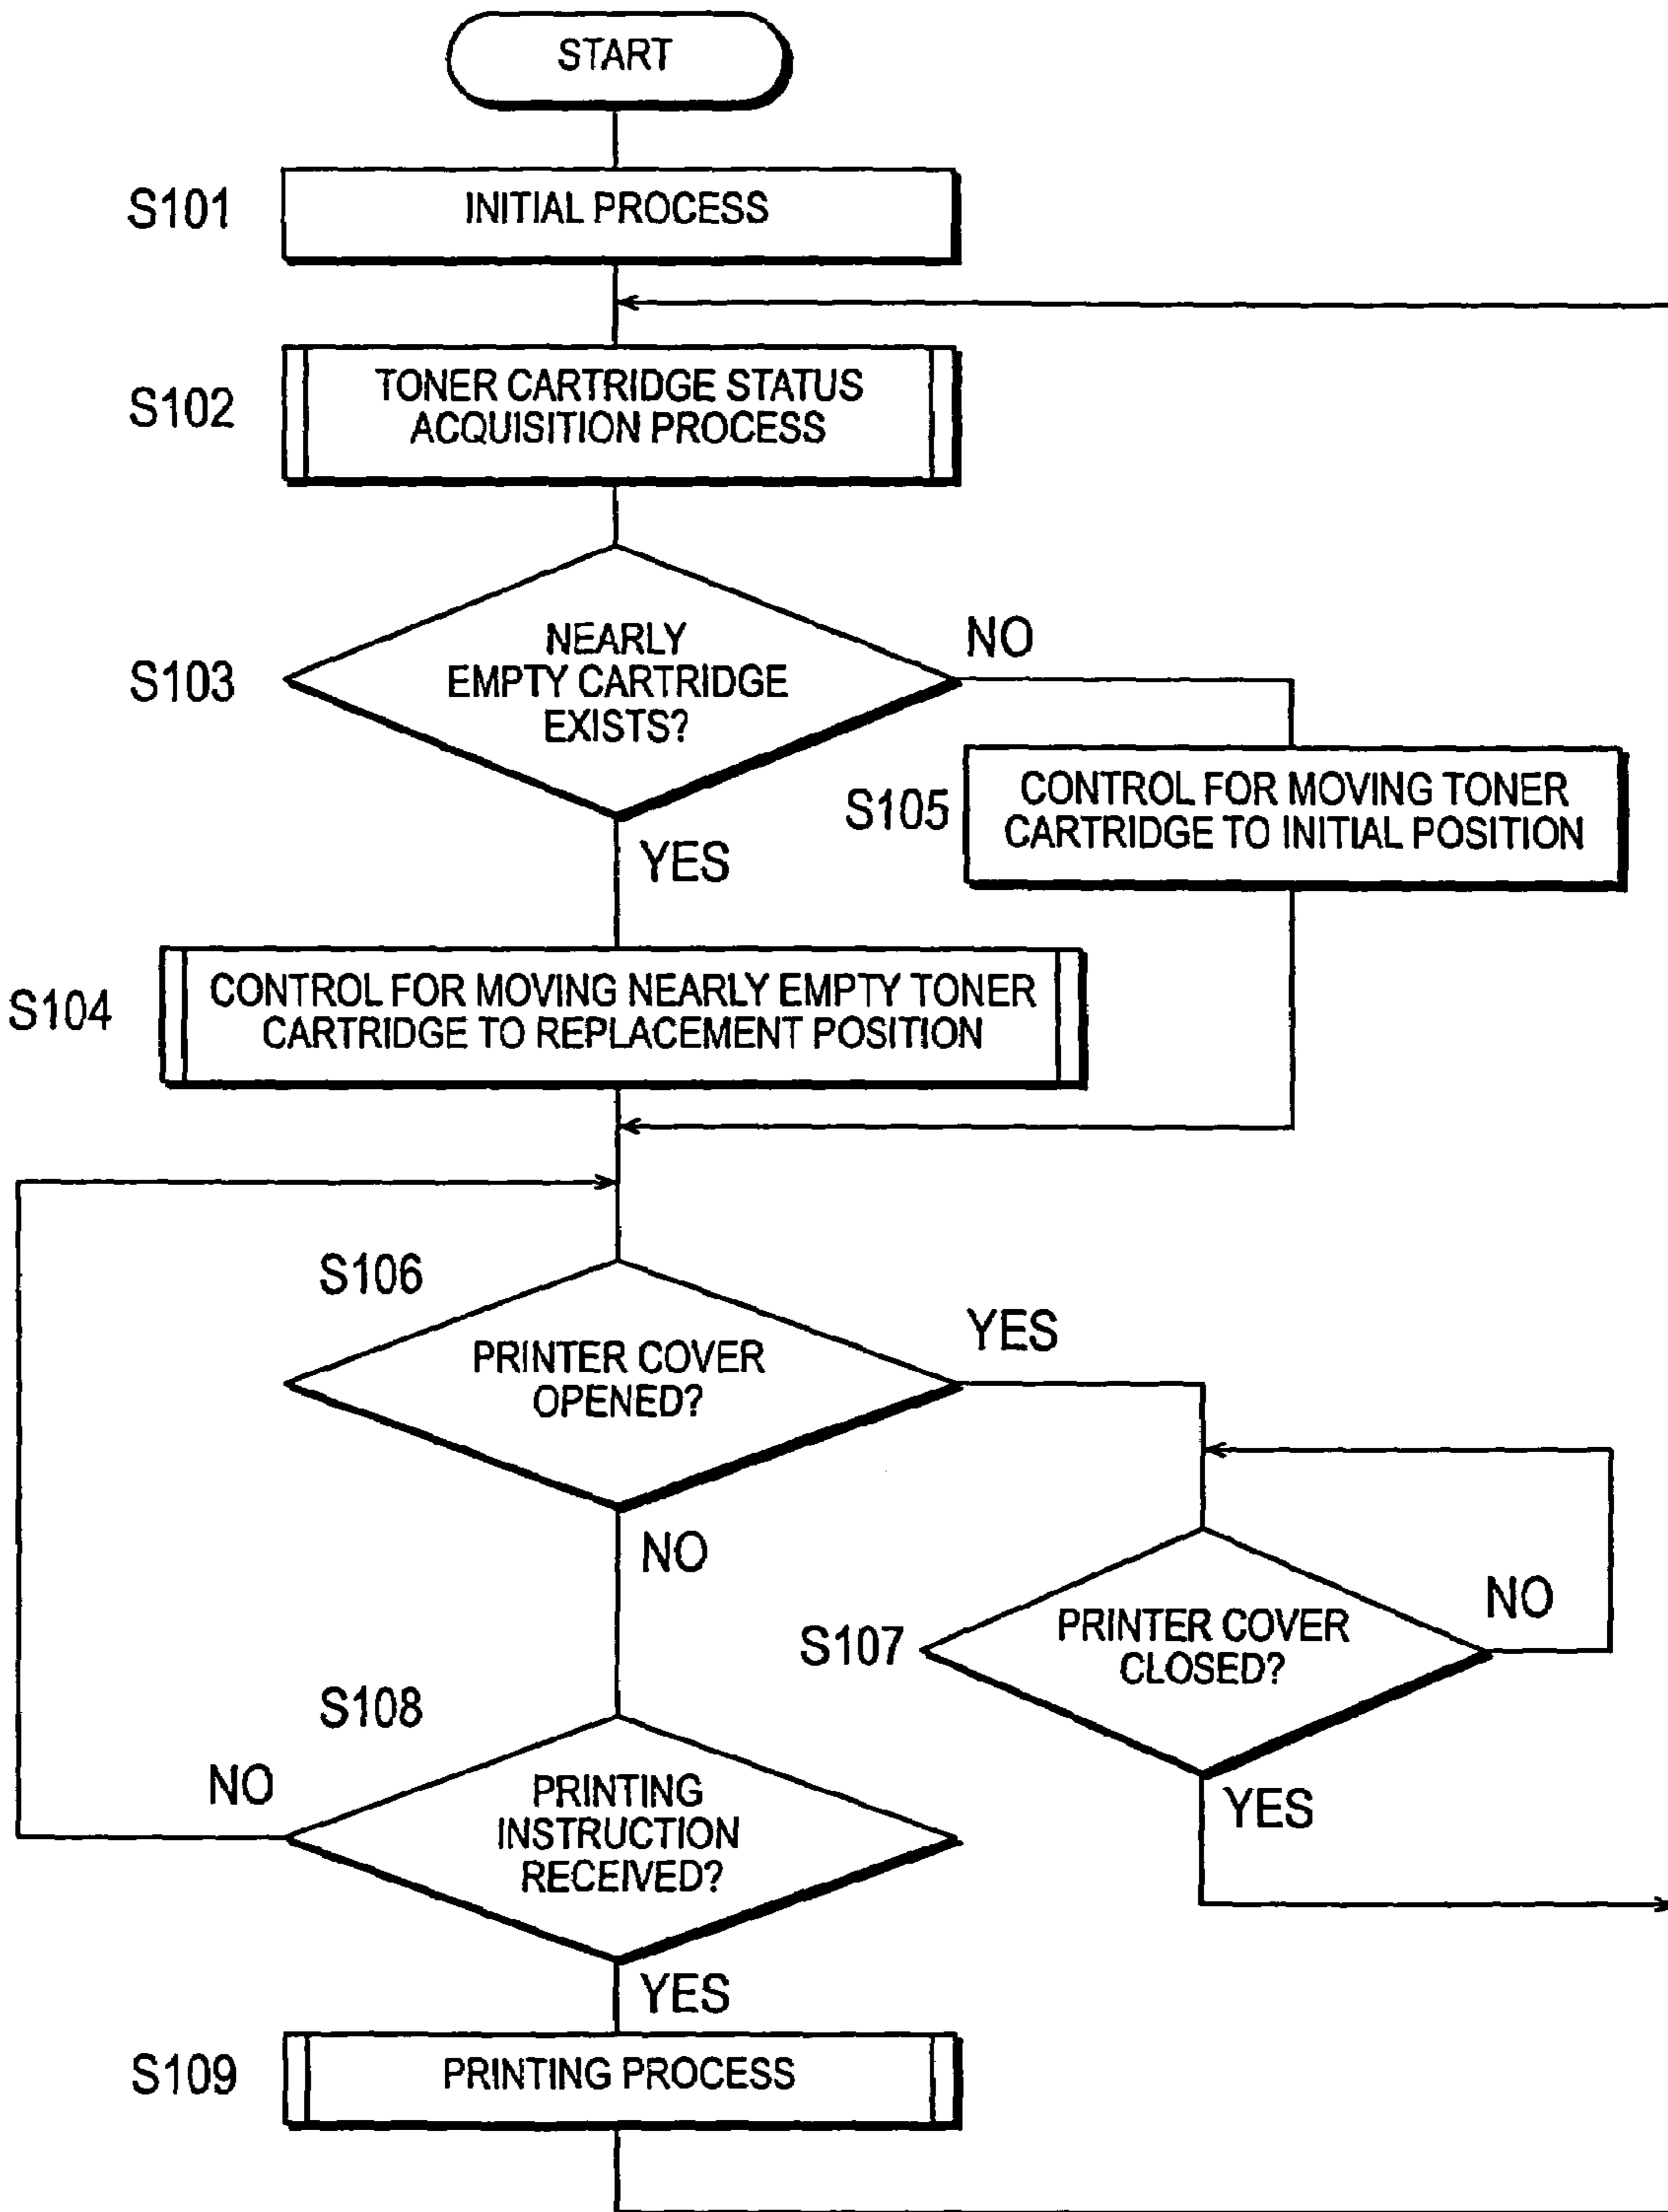 START
S101
INITIAL PROCESS
S102
TONER CARTRIDGE STATUS
ACQUISITION PROCESS
S103
NEARLY
EMPTY CARTRIDGE
EXISTS?
NO
YES
S105
CONTROL FOR MOVING TONER
CARTRIDGE TO INITIAL POSITION
S104
CONTROL FOR MOVING NEARLY EMPTY TONER
CARTRIDGE TO REPLACEMENT POSITION
S106
PRINTER COVER
OPENED?
YES
NO
S107
PRINTER COVER
CLOSED?
NO
YES
S108
PRINTING
INSTRUCTION
RECEIVED?
NO
YES
S109
PRINTING PROCESS